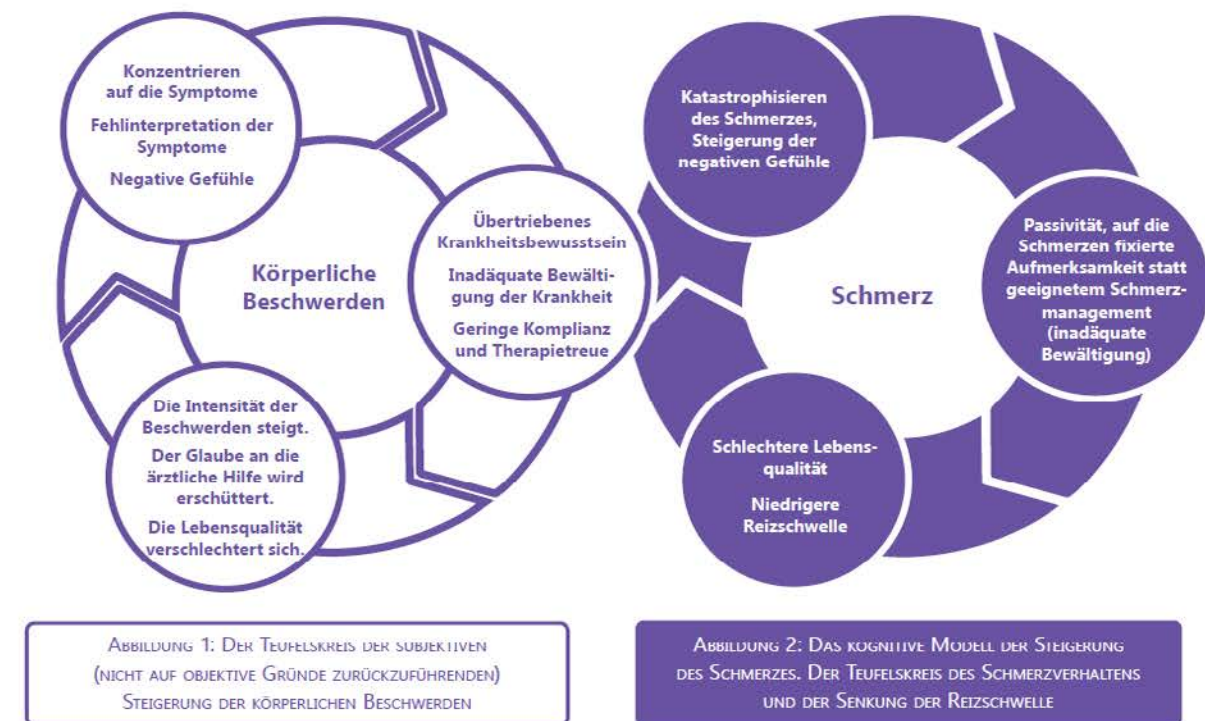 Konzentrieren
auf die Symptome
Fehlinterpretation der
Symptome
Negative Gefühle
Körperliche
Beschwerden
Übertriebenes
Krankheitsbewusstsein
Inadäquate Bewälti-
gung der Krankheit
Geringe Komplianz
und Therapietreue
Die Intensität der
Beschwerden steigt.
Der Glaube an die
ärztliche Hilfe wird
erschüttert.
Die Lebensqualität
verschlechtert sich.
Abbildung 1: Der Teufelskreis der subjektiven
(nicht auf objektive Gründe zurückzuführenden)
Steigerung der körperlichen Beschwerden
Katastrophisieren
des Schmerzes,
Steigerung der
negativen Gefühle
Schmerz
Passivität, auf die
Schmerzen fixierte
Aufmerksamkeit statt
geeignetem Schmerz-
management
(inadäquate
Bewältigung)
Schlechtere Lebens-
qualität
Niedrigere
Reizschwelle
Abbildung 2: Das kognitive Modell der Steigerung
des Schmerzes. Der Teufelskreis des Schmerzverhaltens
und der Senkung der Reizschwelle